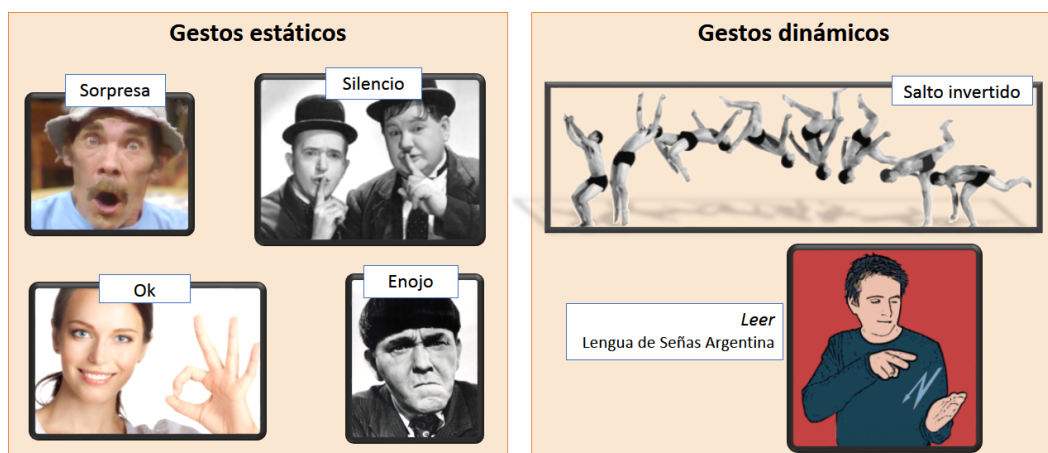 Gestos estáticos
Sorpresa
Silencio
Ok
Enojo
Gestos dinámicos
Salto invertido
Leer
Lengua de Señas Argentina